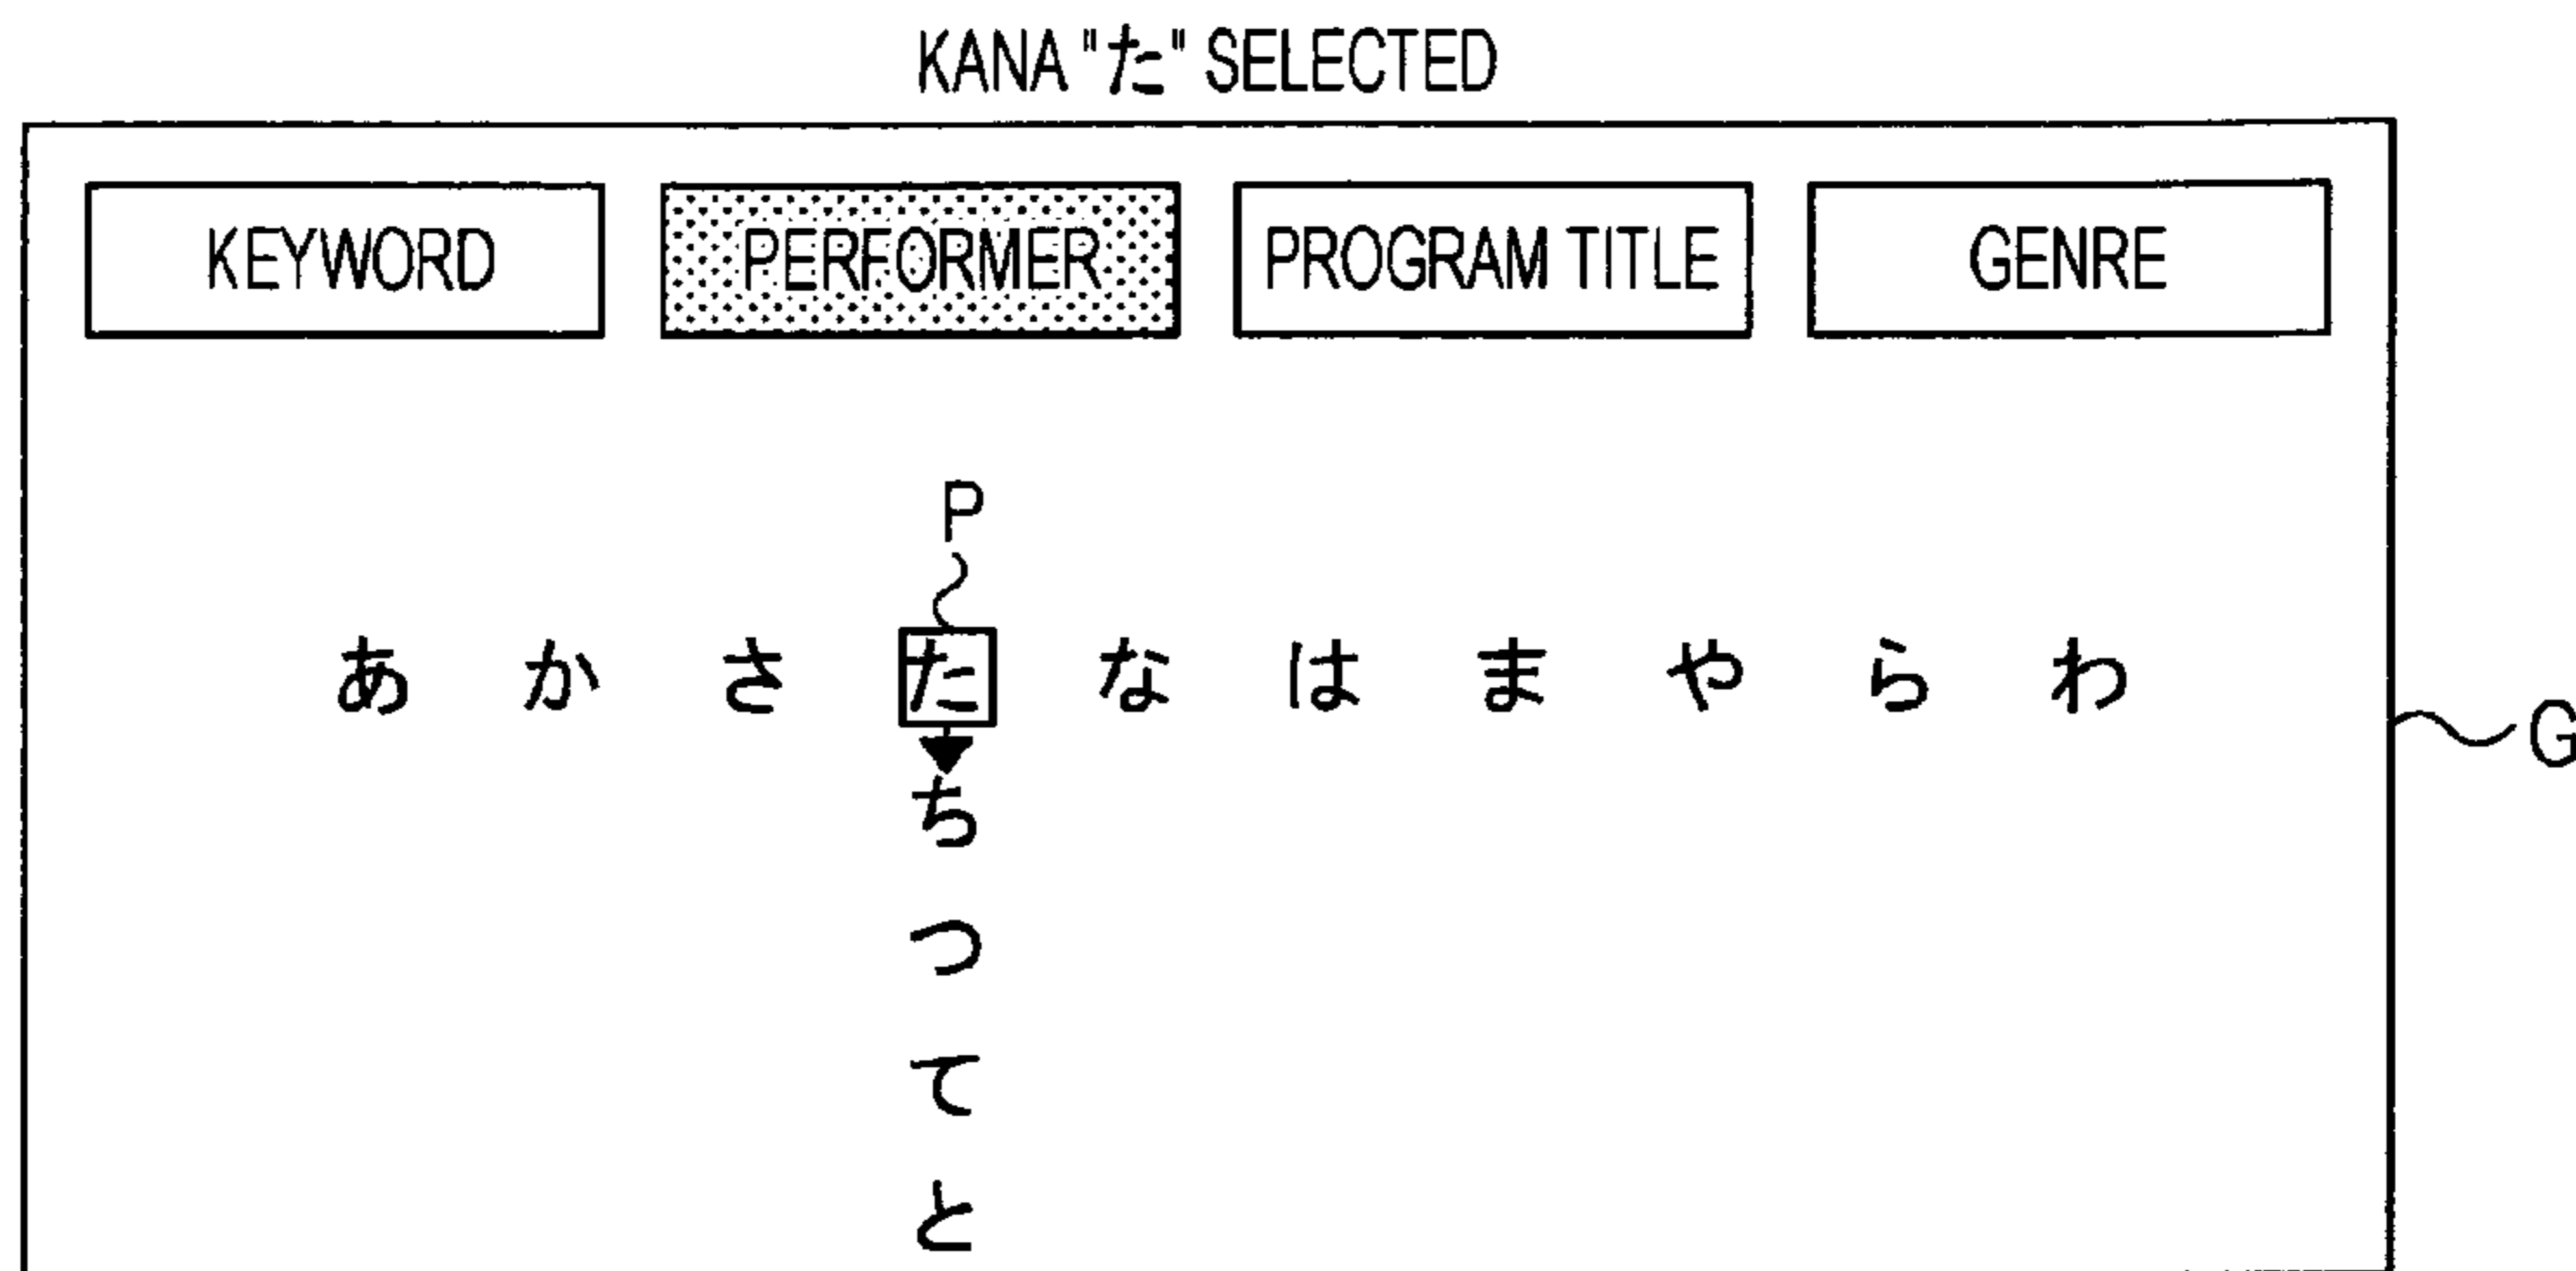 KANA "た" SELECTED
KEYWORD PERFORMER PROGRAM TITLE GENRE
P
あ か さ た な は ま や ら わ
G
ち
つ
て
と